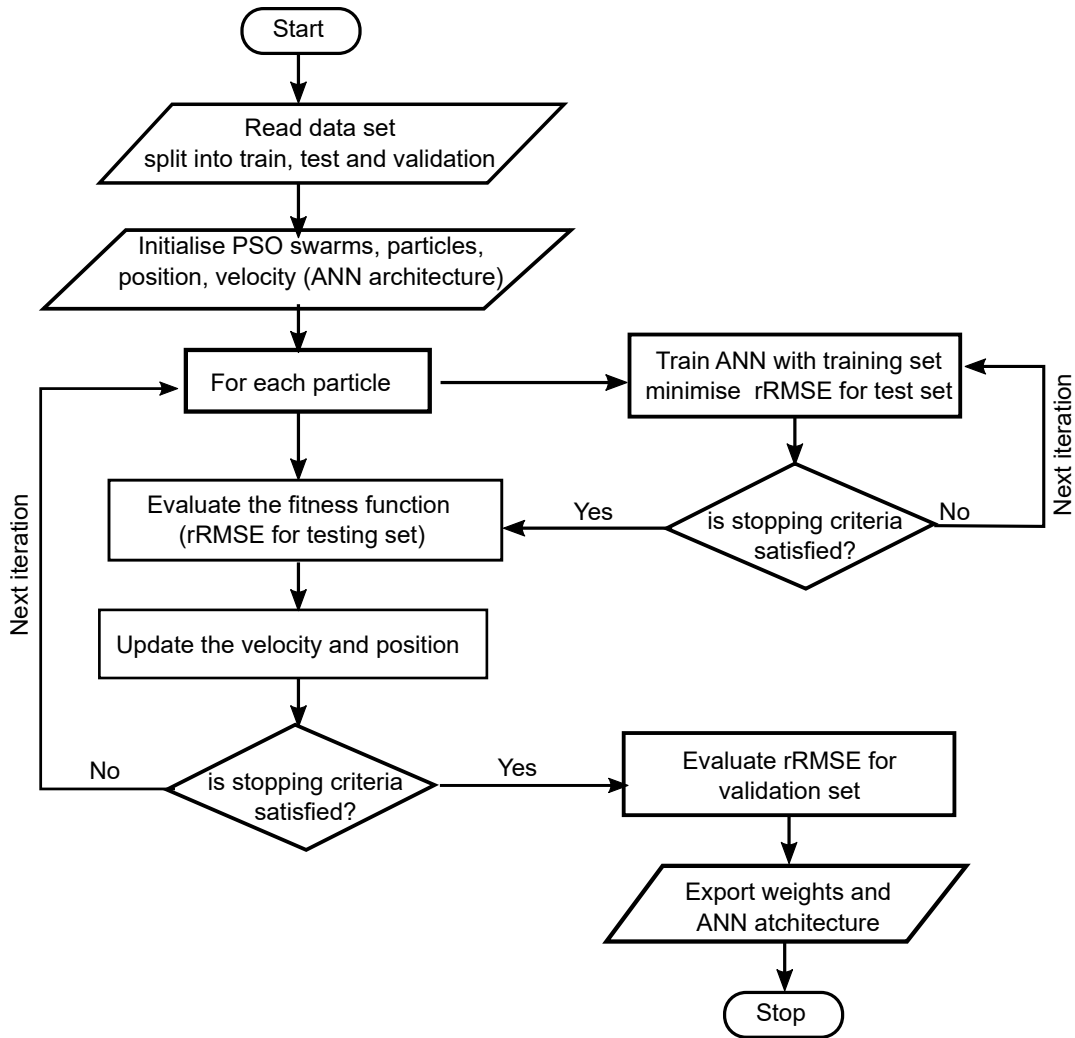 Start
Read data set
split into train, test and validation
Initialise PSO swarms, particles,
position, velocity (ANN architecture)
For each particle
Train ANN with training set
minimise rRMSE for test set
Next iteration
Evaluate the fitness function
(rRMSE for testing set)
Yes
is stopping criteria
satisfied?
No
Next iteration
Update the velocity and position
No
is stopping criteria
satisfied?
Yes
Evaluate rRMSE for
validation set
Export weights and
ANN atchitecture
Stop